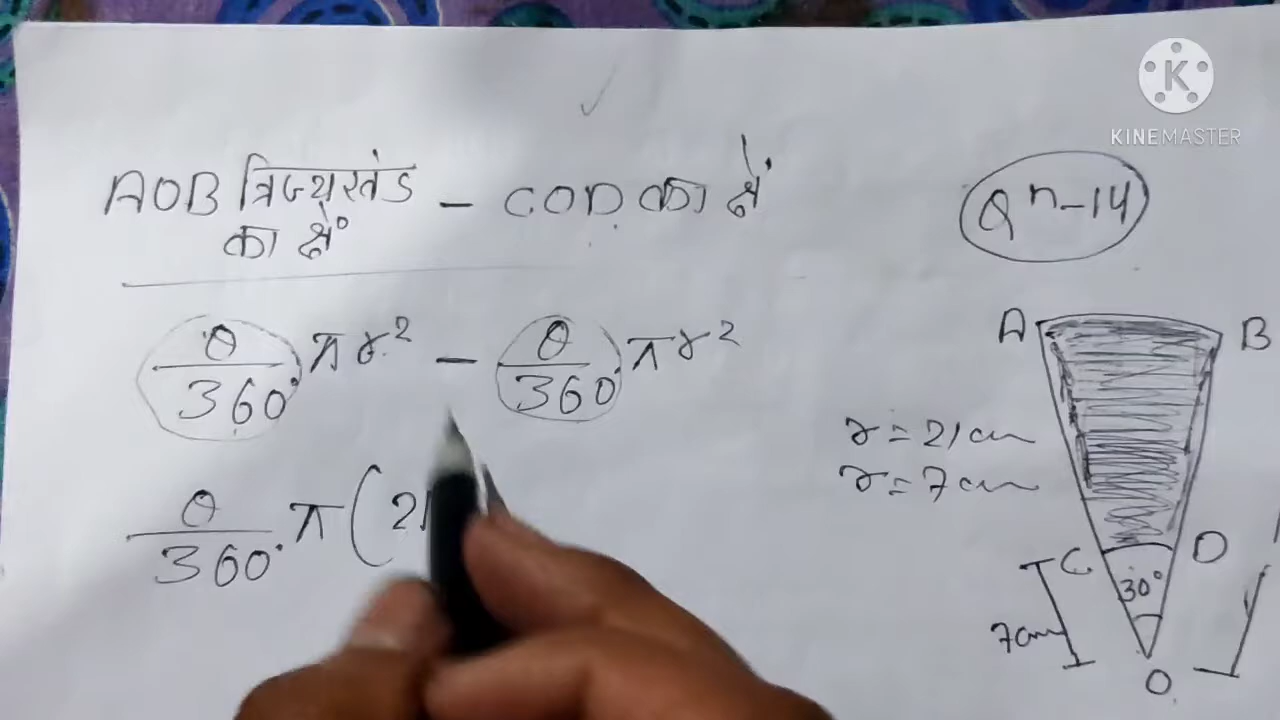 AOB त्रिज्यखंड - COD का क्षे॰
का क्षे॰
θ/360° πr² - θ/360° πr²
θ/360° π(21
Qⁿ-14
A B
r = 21 cm
r = 7 cm
C D
30°
7cm
O
KINEMASTER